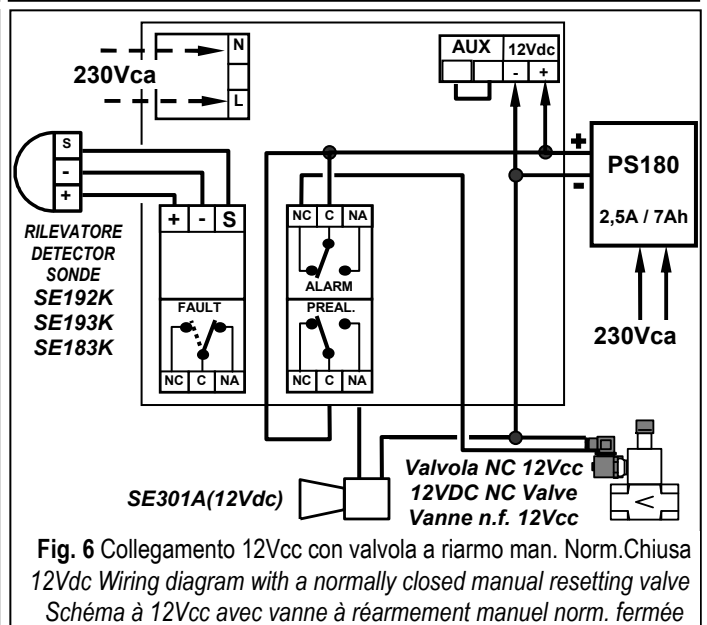 N
230Vca
L
AUX 12Vdc
- +
S
-
+
+ - S
NC C NA
+
-
PS180
2,5A / 7Ah
RILEVATORE
DETECTOR
SONDE
SE192K
SE193K
SE183K
ALARM
FAULT
PREAL.
NC C NA
NC C NA
230Vca
SE301A(12Vdc)
Valvola NC 12Vcc
12VDC NC Valve
Vanne n.f. 12Vcc
Fig. 6 Collegamento 12Vcc con valvola a riarmo man. Norm.Chiusa
12Vdc Wiring diagram with a normally closed manual resetting valve
Schéma à 12Vcc avec vanne à réarmement manuel norm. fermée